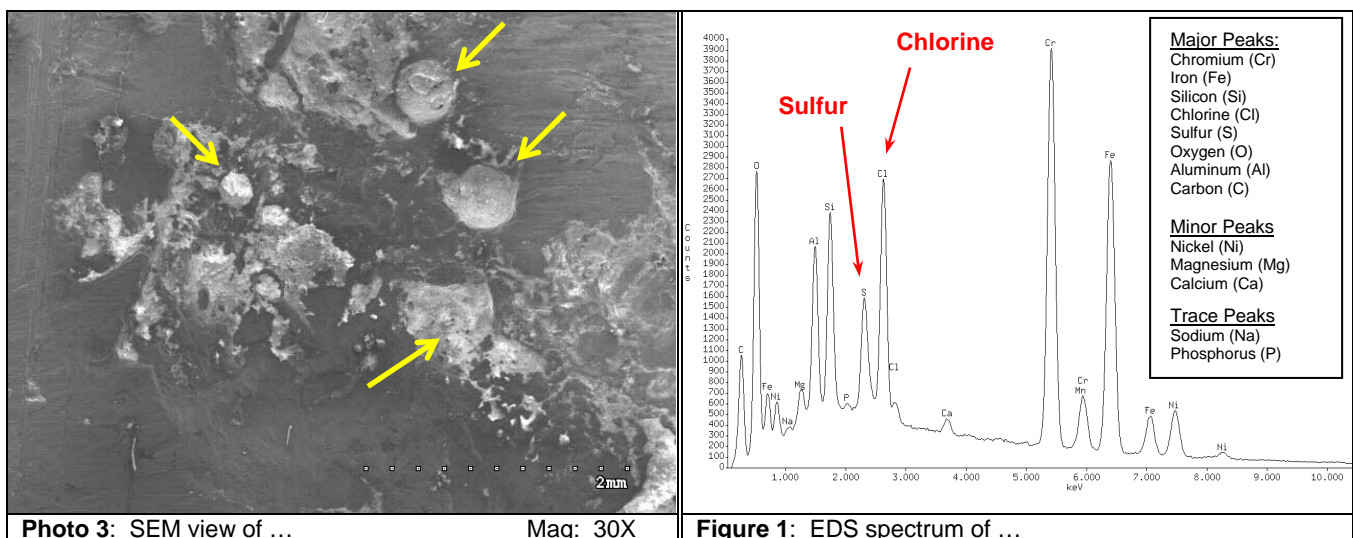 2mm
Photo 3: SEM view of … Mag: 30X
Sulfur
Chlorine
4000
3900
3800
3700
3600
3500
3400
3300
3200
3100
3000
2900
2800
2700
2600
2500
2400
2300
2200
2100
2000
1900
1800
1700
1600
1500
1400
1300
1200
1100
1000
900
800
700
600
500
400
300
200
100
0
Counts
C
O
Fe
Ni
Na
Mg
Al
Si
P
S
Cl
Cl
Ca
Cr
Cr
Mn
Fe
Fe
Ni
Ni
1.000 2.000 3.000 4.000 5.000 6.000 7.000 8.000 9.000 10.000
keV
Major Peaks:
Chromium (Cr)
Iron (Fe)
Silicon (Si)
Chlorine (Cl)
Sulfur (S)
Oxygen (O)
Aluminum (Al)
Carbon (C)
Minor Peaks
Nickel (Ni)
Magnesium (Mg)
Calcium (Ca)
Trace Peaks
Sodium (Na)
Phosphorus (P)
Figure 1: EDS spectrum of …